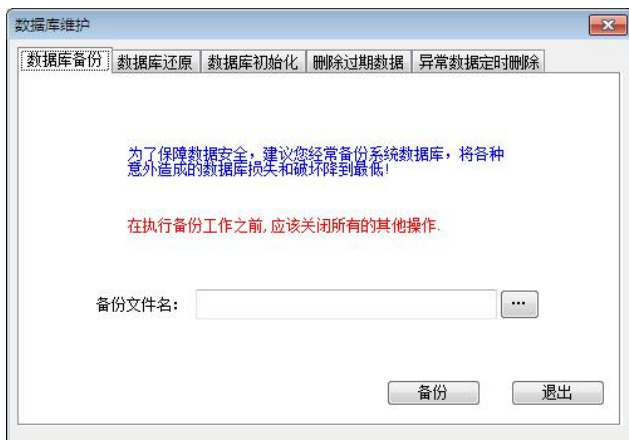 数据库维护
数据库备份 数据库还原 数据库初始化 删除过期数据 异常数据定时删除
为了保障数据安全，建议您经常备份系统数据库，将各种
意外造成的数据库损失和破坏降到最低!
在执行备份工作之前,应该关闭所有的其他操作.
备份文件名： ...
备份 退出